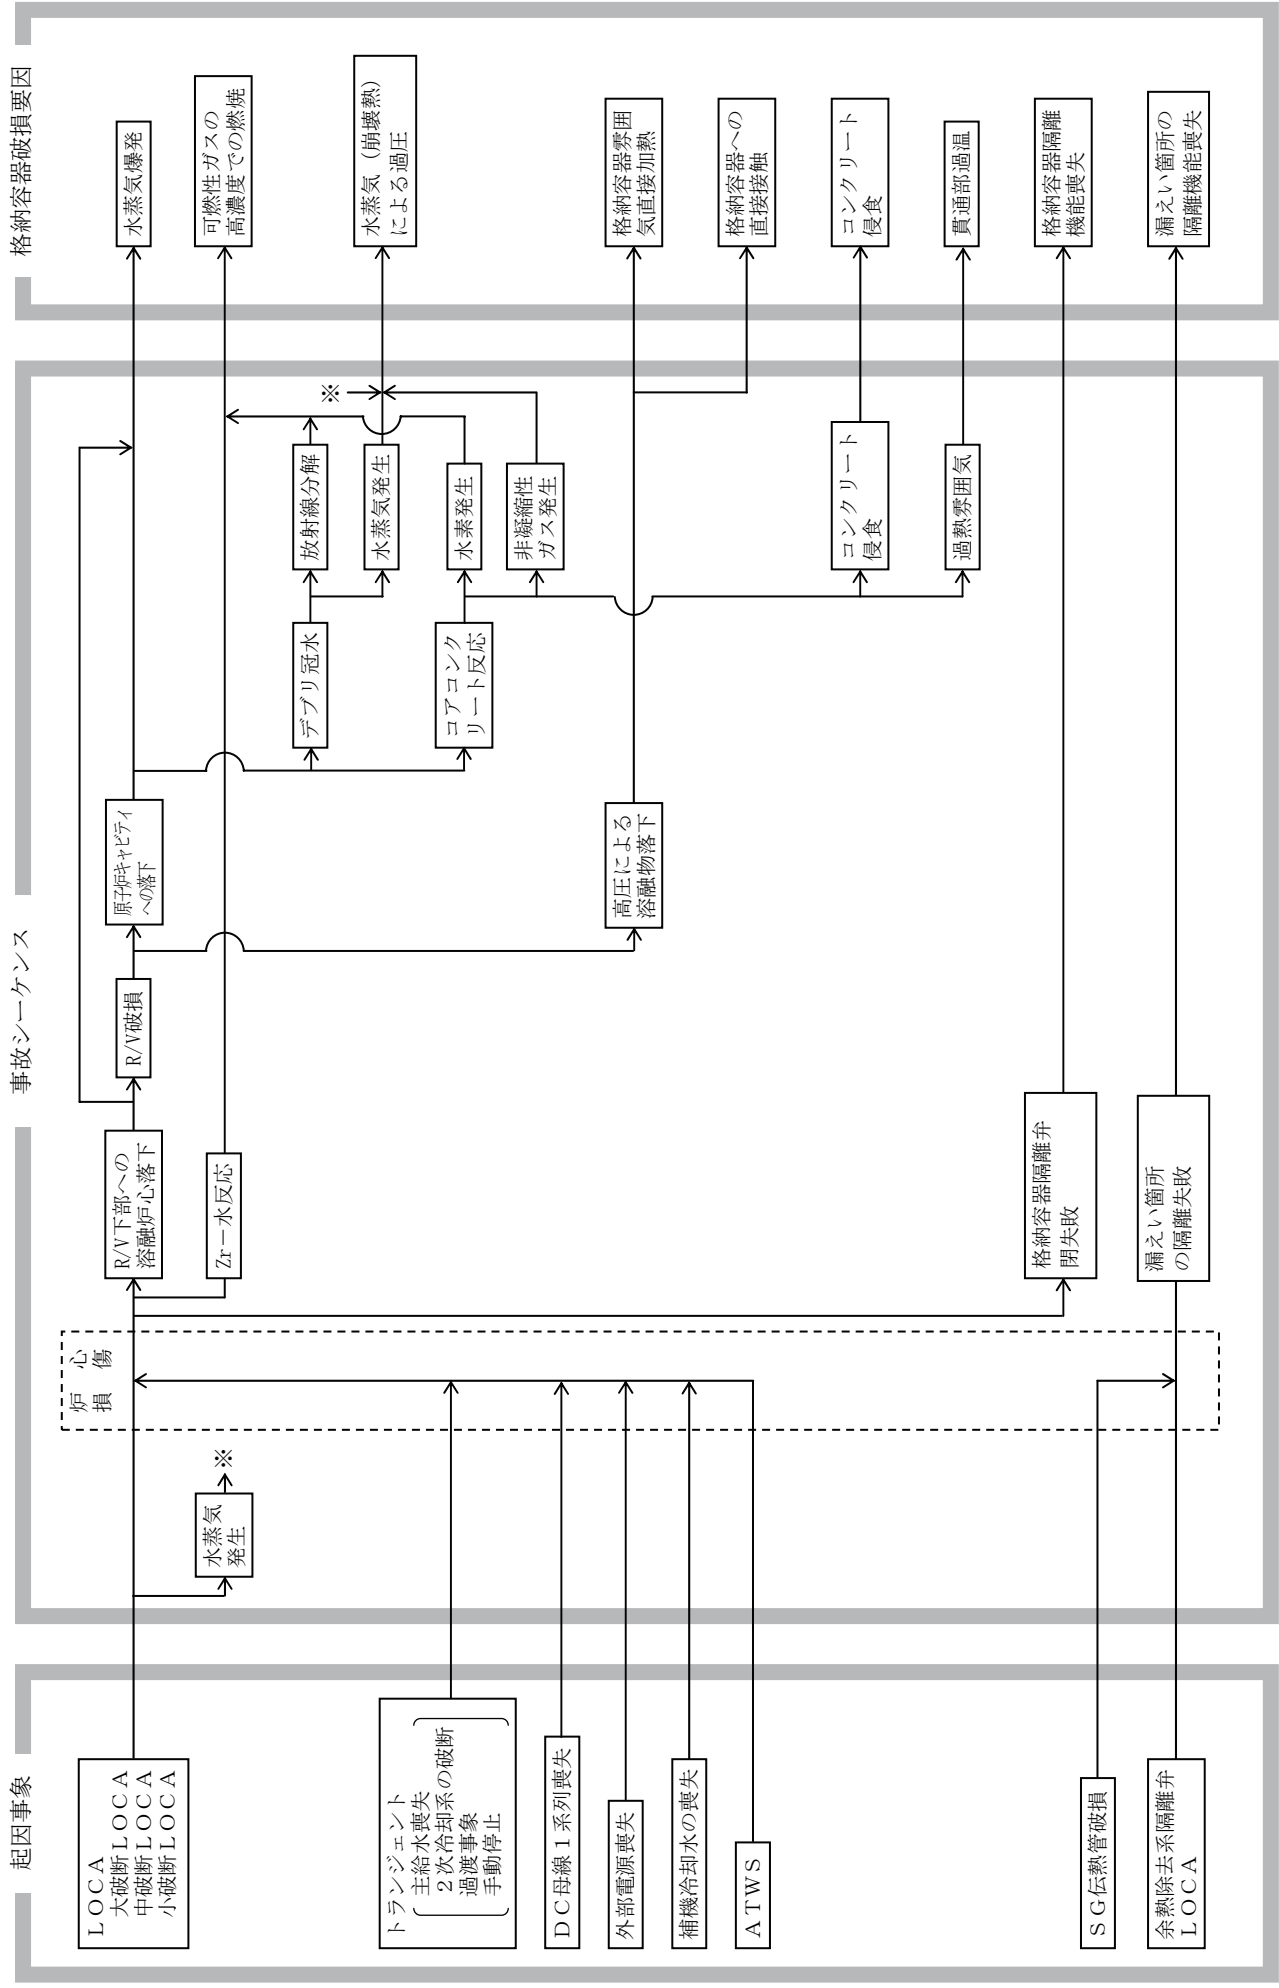 起因事象
ＬＯＣＡ
大破断ＬＯＣＡ
中破断ＬＯＣＡ
小破断ＬＯＣＡ
トランジェント
主給水喪失
２次冷却系の破断
過渡事象
手動停止
ＤＣ母線１系列喪失
外部電源喪失
補機冷却水の喪失
ＡＴＷＳ
ＳＧ伝熱管破損
余熱除去系隔離弁
ＬＯＣＡ
事故シーケンス
水蒸気
発生
※
炉　心
損　傷
R/V下部への
溶融炉心落下
Zr－水反応
格納容器隔離弁
閉失敗
漏えい箇所
の隔離失敗
R/V破損
原子炉キャビティ
への落下
高圧による
溶融物落下
デブリ冠水
コアコンク
リート反応
放射線分解
水蒸気発生
水素発生
非凝縮性
ガス発生
コンクリート
侵食
過熱雰囲気
※
格納容器破損要因
水蒸気爆発
可燃性ガスの
高濃度での燃焼
水蒸気（崩壊熱）
による過圧
格納容器雰囲
気直接加熱
格納容器への
直接接触
コンクリート
侵食
貫通部過温
格納容器隔離
機能喪失
漏えい箇所の
隔離機能喪失